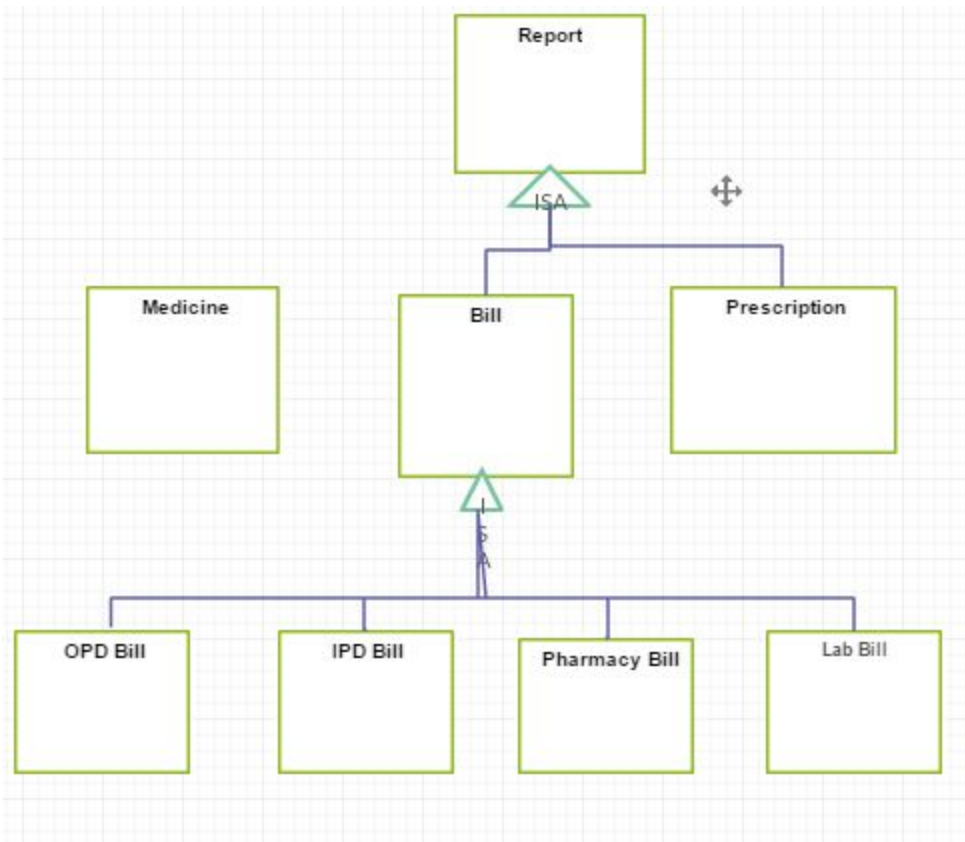 Report
ISA
Medicine
Bill
Prescription
I
S
A
OPD Bill
IPD Bill
Pharmacy Bill
Lab Bill